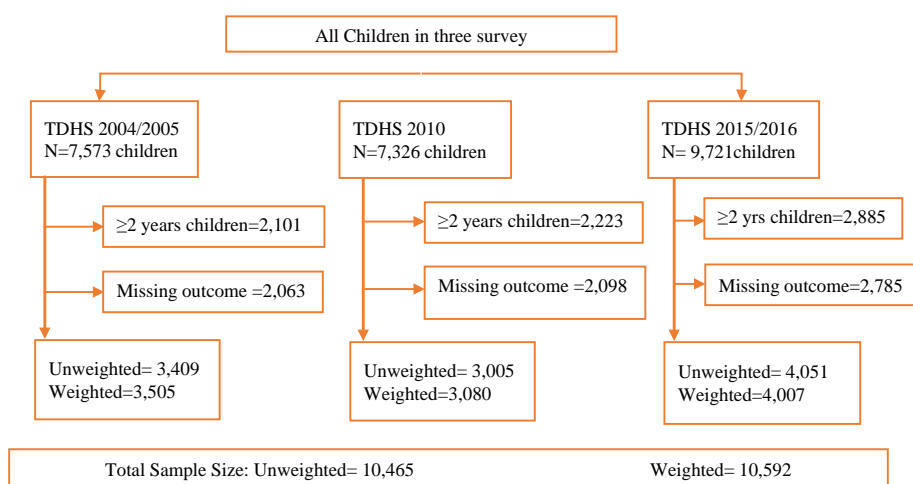 All Children in three survey
TDHS 2004/2005
N=7,573 children
TDHS 2010
N=7,326 children
TDHS 2015/2016
N= 9,721children
≥2 years children=2,101
≥2 years children=2,223
≥2 yrs children=2,885
Missing outcome =2,063
Missing outcome =2,098
Missing outcome=2,785
Unweighted= 3,409
Weighted=3,505
Unweighted= 3,005
Weighted=3,080
Unweighted= 4,051
Weighted=4,007
Total Sample Size: Unweighted= 10,465 Weighted= 10,592